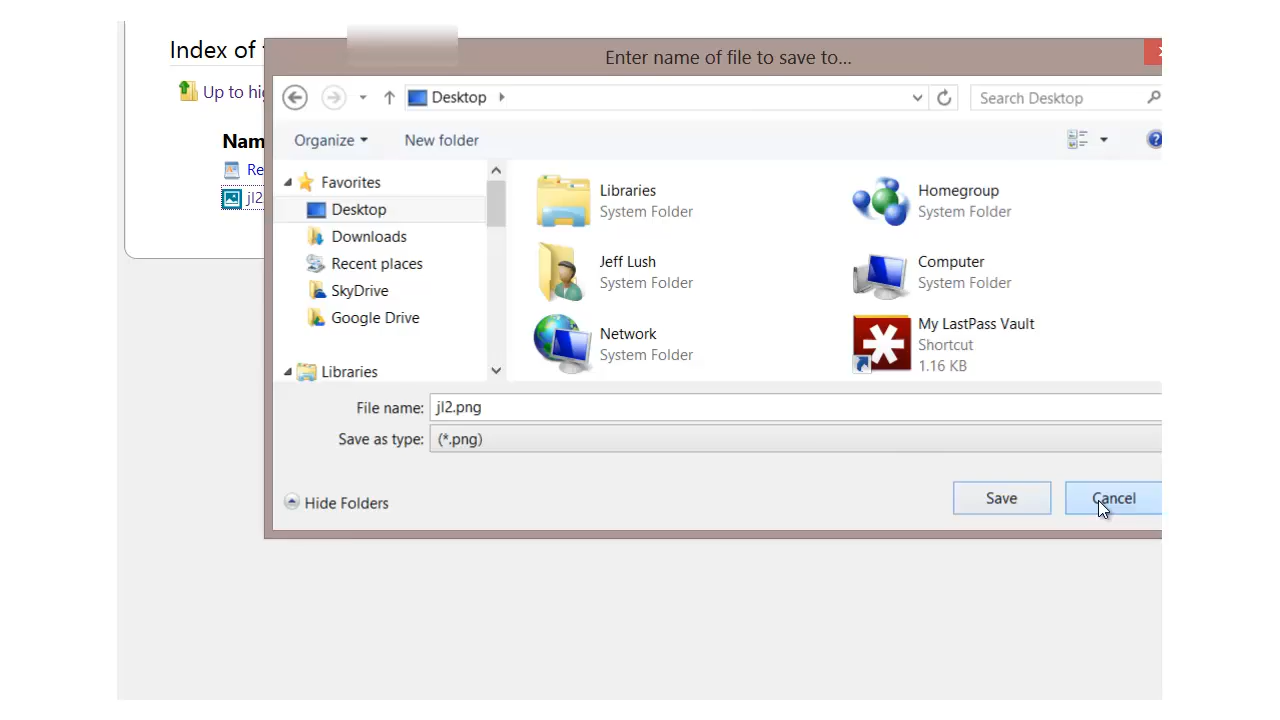 Index of
Enter name of file to save to...
Up to
Desktop
Search Desktop
Organize
New folder
Name
Favorites
Desktop
Downloads
Recent places
SkyDrive
Google Drive
Libraries
Libraries
System Folder
Homegroup
System Folder
Jeff Lush
System Folder
Computer
System Folder
Network
System Folder
My LastPass Vault
Shortcut
1.16 KB
Re
jl2
File name: jl2.png
Save as type: (*.png)
Hide Folders
Save
Cancel